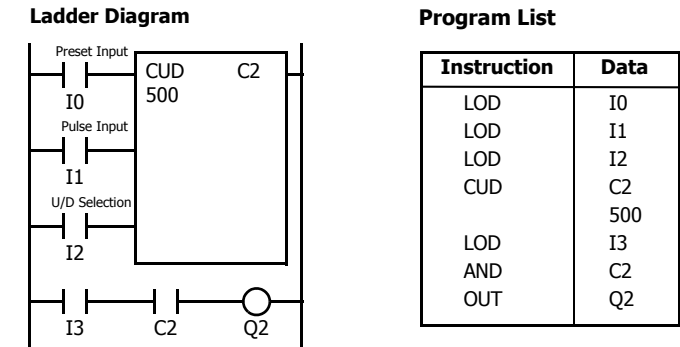 Ladder Diagram
Preset Input
I0
CUD C2
500
Pulse Input
I1
U/D Selection
I2
I3 C2 Q2
Program List
Instruction Data
LOD I0
LOD I1
LOD I2
CUD C2
500
LOD I3
AND C2
OUT Q2